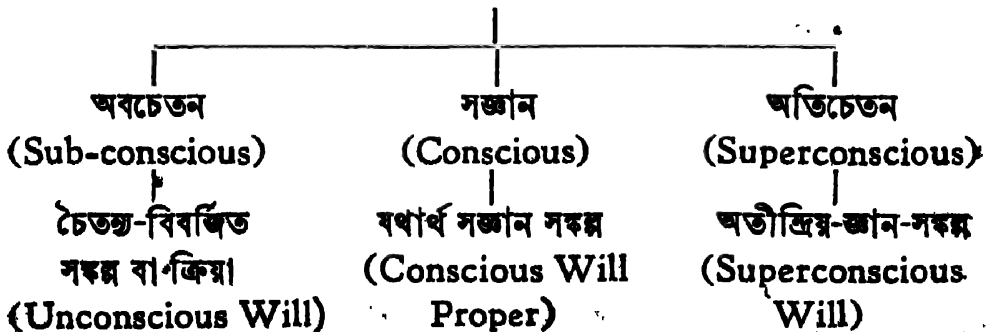 অবচেতন সজ্ঞান অতিচেতন
(Sub-conscious) (Conscious) (Superconscious)
চৈতন্য-বিবর্জিত যথার্থ সজ্ঞান সঙ্কল্প অতীন্দ্রিয়-জ্ঞান-সঙ্কল্প
সঙ্কল্প বা ক্রিয়া (Conscious Will (Superconscious
(Unconscious Will) Proper) Will)